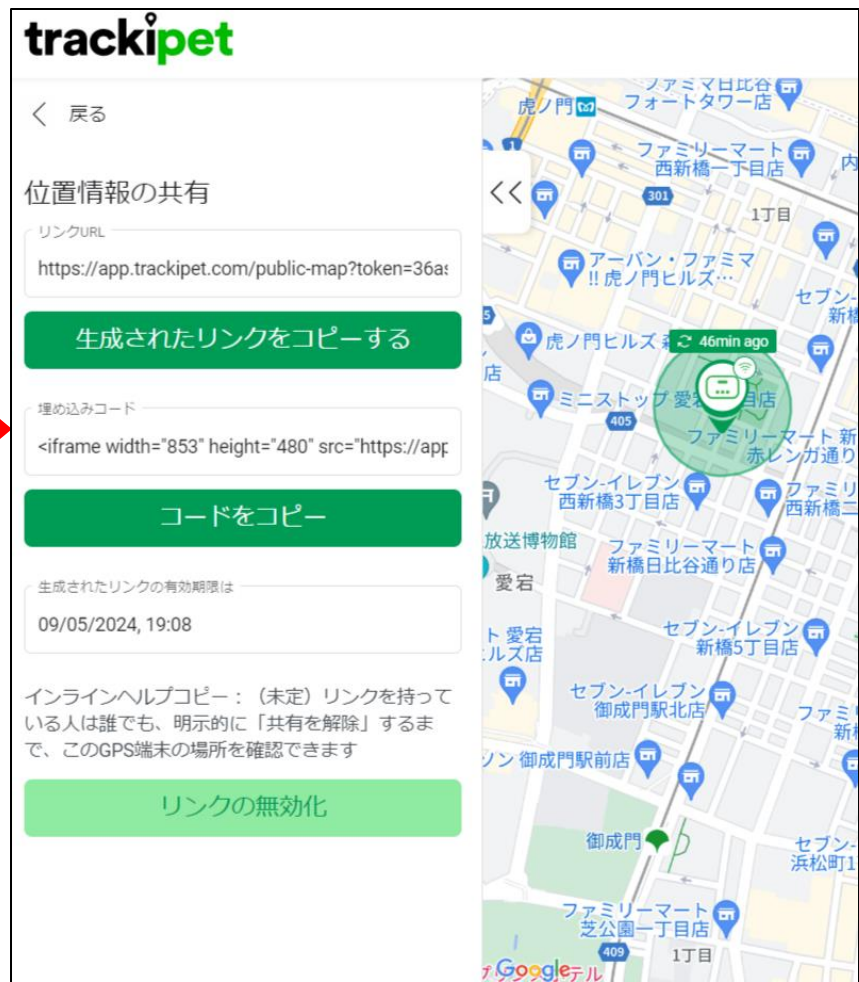 trackipet
戻る
位置情報の共有
リンクURL
https://app.trackipet.com/public-map?token=36as
生成されたリンクをコピーする
埋め込みコード
<iframe width="853" height="480" src="https://app
コードをコピー
生成されたリンクの有効期限は
09/05/2024, 19:08
インラインヘルプコピー：（未定）リンクを持って
いる人は誰でも、明示的に「共有を解除」するま
で、このGPS端末の場所を確認できます
リンクの無効化
ファミマ日比谷
フォートタワー店
虎ノ門
1
ファミリーマート
西新橋一丁目店
内
<<
301
1丁目
アーバン・ファミマ
!! 虎ノ門ヒルズ…
セブン-
新橋
虎ノ門ヒルズ 森
46min ago
店
ミニストップ 愛宕
店
405
ファミリーマート 新
赤レンガ通り
セブン-イレブン
西新橋3丁目店
ファミリ
西新橋二
放送博物館
ファミリーマート
新橋日比谷通り店
愛宕
ト 愛宕
ルズ店
セブン-イレブン
新橋5丁目店
セブン-イレブン
御成門駅北店
ファミ
新橋
ソン 御成門駅前店
御成門
セブン-
浜松町1
ファミリーマート
芝公園一丁目店
409
1丁目
Google
テル